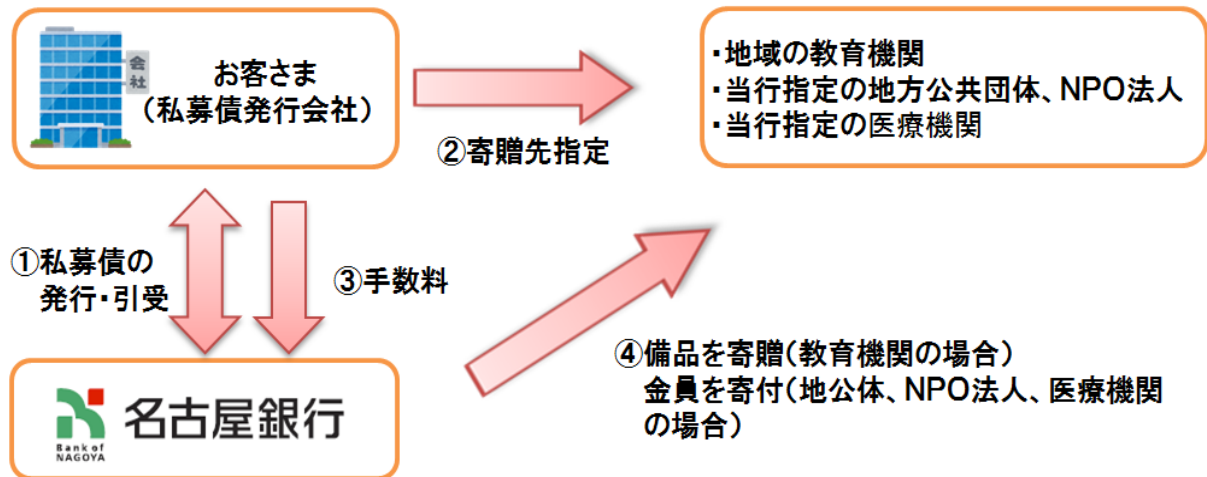 会
社
お客さま
（私募債発行会社）
・地域の教育機関
・当行指定の地方公共団体、NPO法人
・当行指定の医療機関
②寄贈先指定
①私募債の
発行・引受
③手数料
④備品を寄贈（教育機関の場合）
金員を寄付（地公体、NPO法人、医療機関
の場合）
Bank of
NAGOYA
名古屋銀行